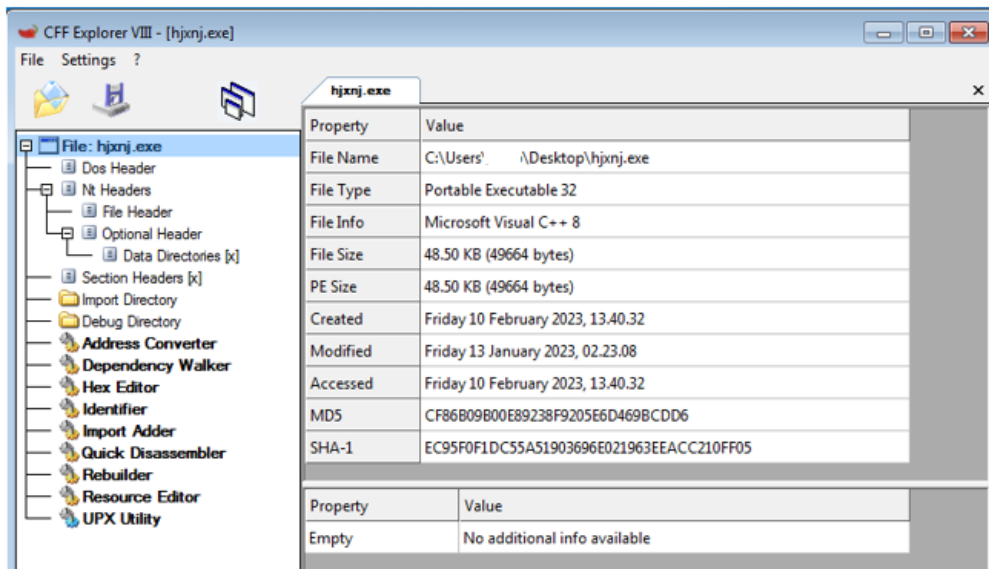 CFF Explorer VIII - [hjxnj.exe]
File Settings ?
hjxnj.exe
File: hjxnj.exe
Dos Header
Nt Headers
File Header
Optional Header
Data Directories [x]
Section Headers [x]
Import Directory
Debug Directory
Address Converter
Dependency Walker
Hex Editor
Identifier
Import Adder
Quick Disassembler
Rebuilder
Resource Editor
UPX Utility
Property Value
File Name C:\Users\ \Desktop\hjxnj.exe
File Type Portable Executable 32
File Info Microsoft Visual C++ 8
File Size 48.50 KB (49664 bytes)
PE Size 48.50 KB (49664 bytes)
Created Friday 10 February 2023, 13.40.32
Modified Friday 13 January 2023, 02.23.08
Accessed Friday 10 February 2023, 13.40.32
MD5 CF86B09B00E89238F9205E6D469BCDD6
SHA-1 EC95F0F1DC55A51903696E021963EEACC210FF05
Property Value
Empty No additional info available